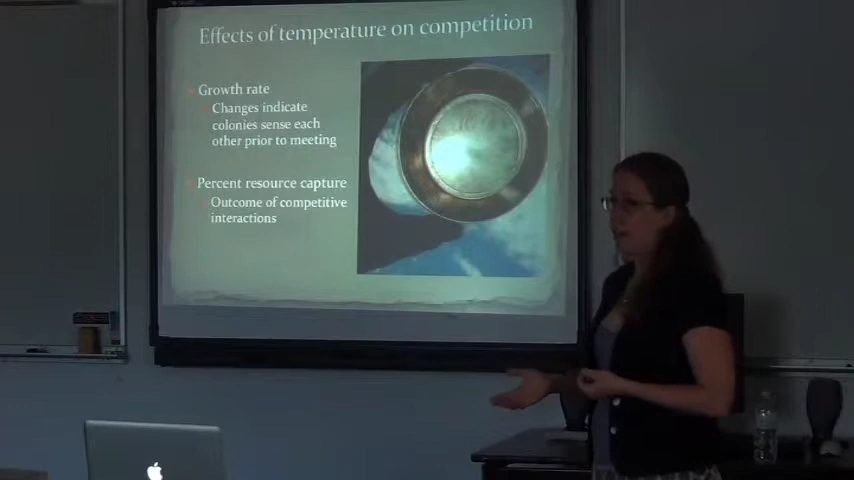 Effects of temperature on competition
Growth rate
Changes indicate
colonies sense each
other prior to meeting
Percent resource capture
Outcome of competitive
interactions